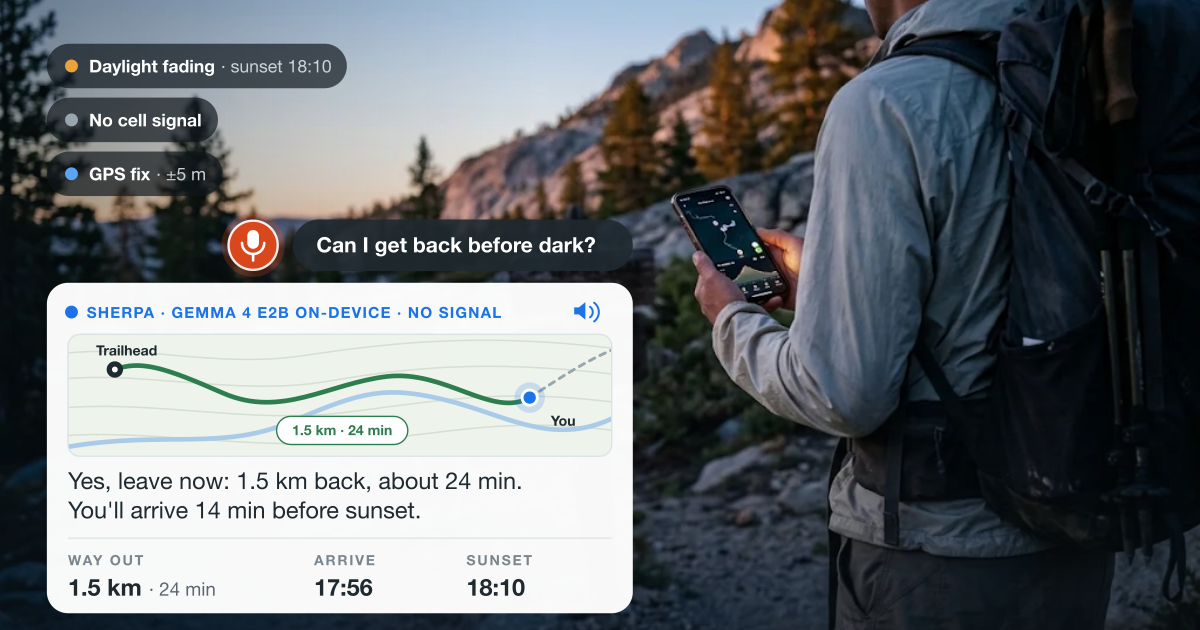 Daylight fading · sunset 18:10
No cell signal
GPS fix · ±5 m
Can I get back before dark?
SHERPA · GEMMA 4 E2B ON-DEVICE · NO SIGNAL
Trailhead
You
1.5 km · 24 min
Yes, leave now: 1.5 km back, about 24 min.
You'll arrive 14 min before sunset.
WAY OUT ARRIVE SUNSET
1.5 km · 24 min 17:56 18:10